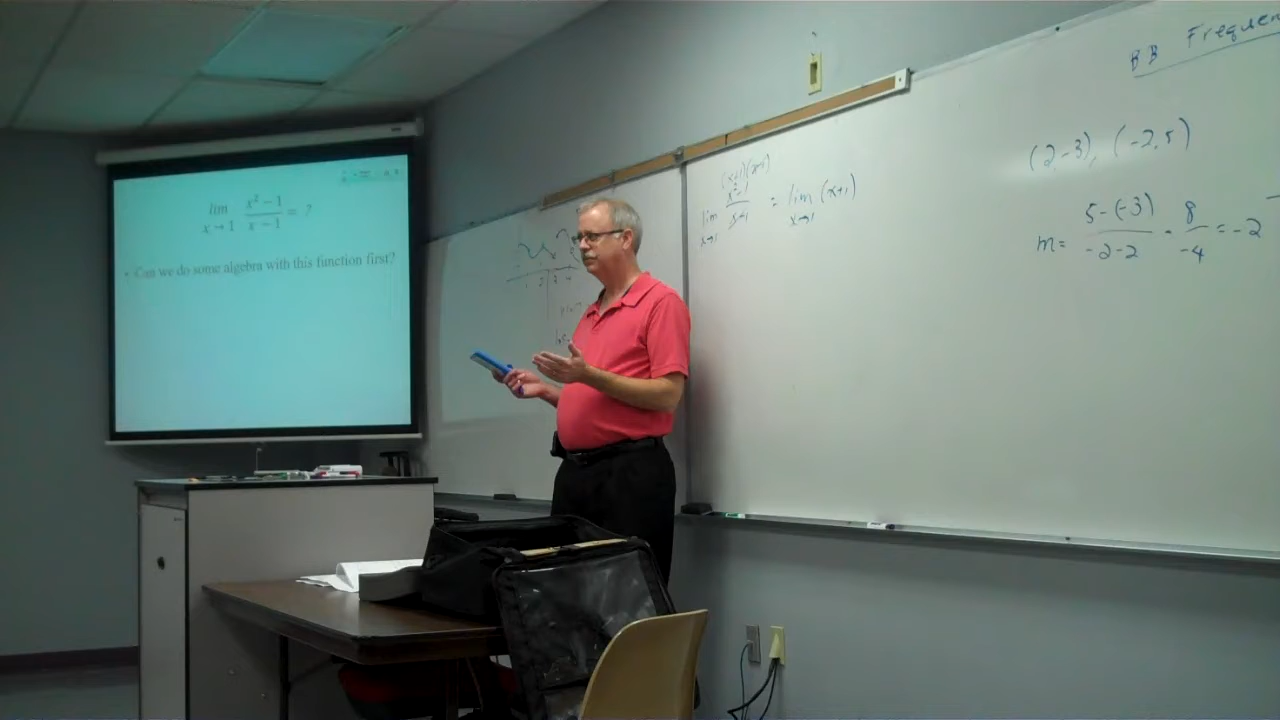 lim x→1 x² − 1 / x − 1 = ?
• Can we do some algebra with this function first?
(x+1)(x-1)
lim x→1 x²-1 / x-1 = lim x→1 (x+1)
BB Frequen
(2,-3), (-2,5)
m = 5-(-3) / -2-2 = 8 / -4 = -2